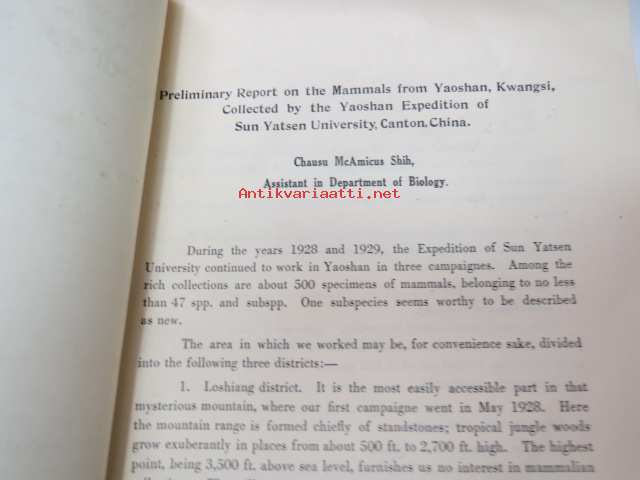 Preliminary Report on the Mammals from Yaoshan, Kwangsi,
Collected by the Yaoshan Expedition of
Sun Yatsen University, Canton, China.
Chausu McAmicus Shih,
Assistant in Department of Biology.
Antikvariaatti.net
During the years 1928 and 1929, the Expedition of Sun Yatsen
University continued to work in Yaoshan in three campaignes. Among the
rich collections are about 500 specimens of mammals, belonging to no less
than 47 spp. and subspp. One subspecies seems worthy to be described
as new.
The area in which we worked may be, for convenience sake, divided
into the following three districts:—
1. Loshiang district. It is the most easily accessible part in that
mysterious mountain, where our first campaigne went in May 1928. Here
the mountain range is formed chiefly of standstones; tropical jungle woods
grow exuberantly in places from about 500 ft. to 2,700 ft. high. The highest
point, being 3,500 ft. above sea level, furnishes us no interest in mammalian